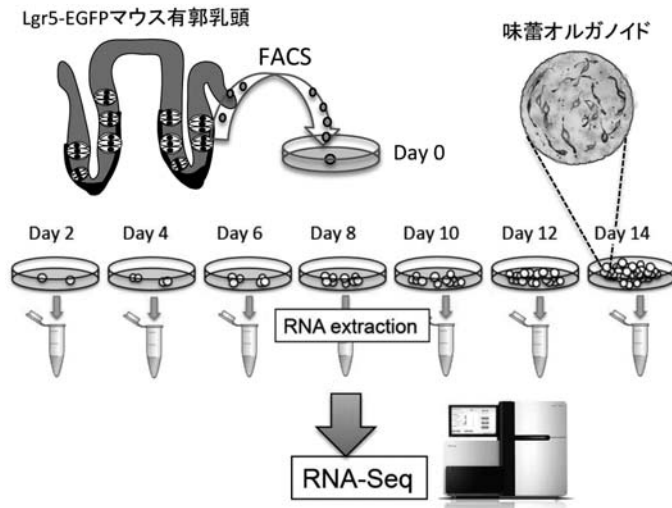 Lgr5-EGFPマウス有郭乳頭
味蕾オルガノイド
FACS
Day 0
Day 2
Day 4
Day 6
Day 8
Day 10
Day 12
Day 14
RNA extraction
RNA-Seq